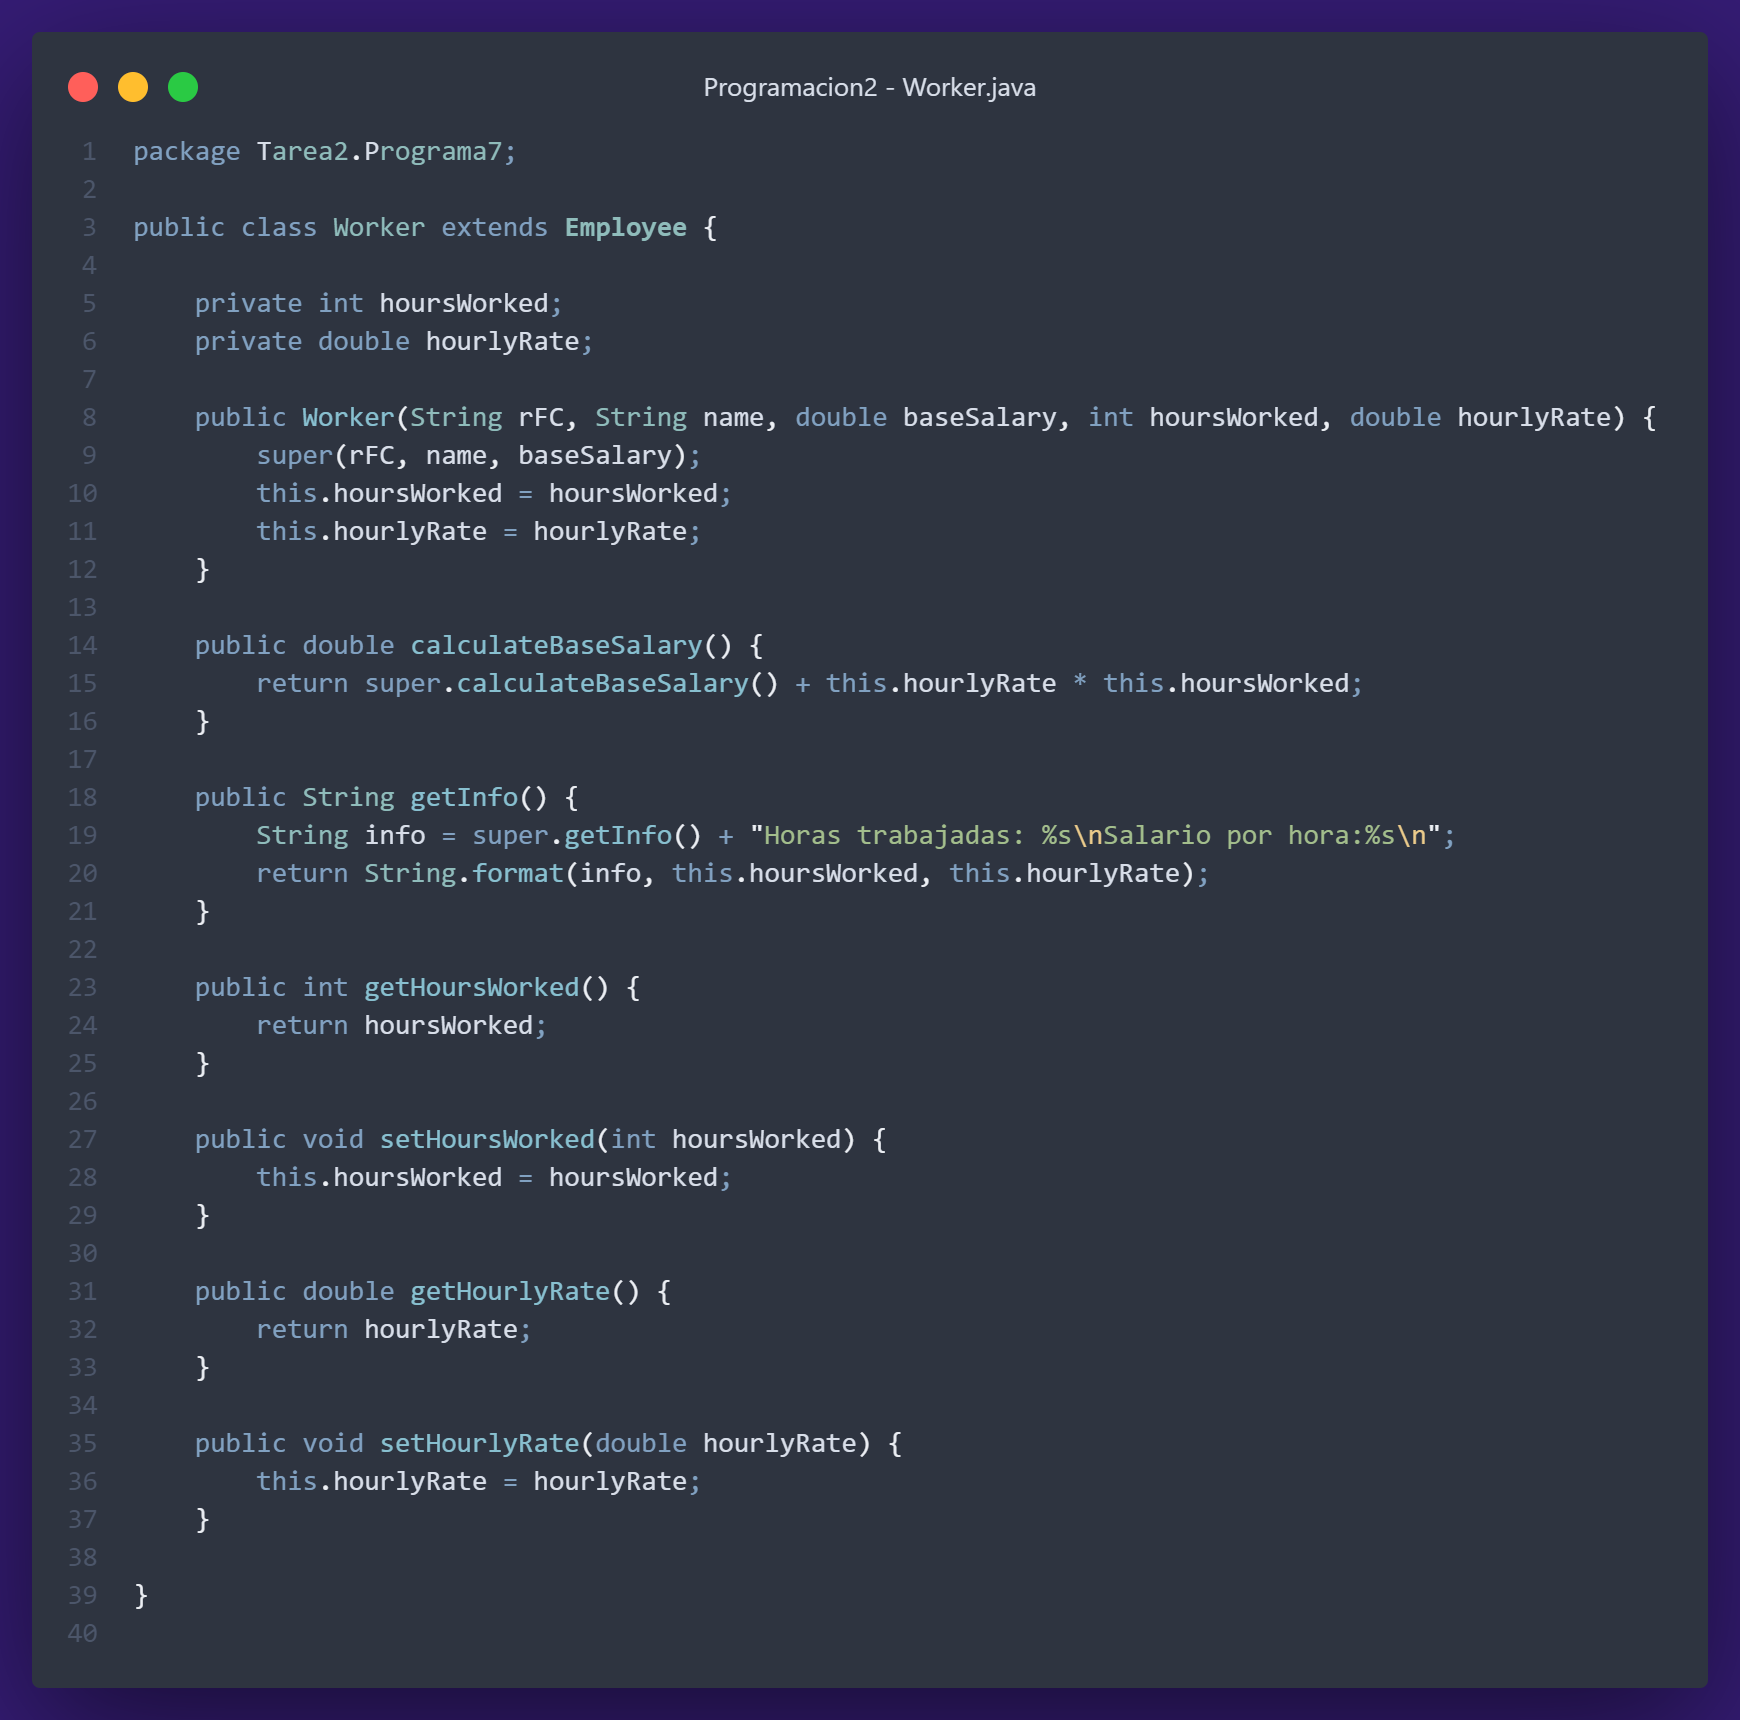 Programacion2 - Worker.java
1 package Tarea2.Programa7;
2
3 public class Worker extends Employee {
4
5     private int hoursWorked;
6     private double hourlyRate;
7
8     public Worker(String rFC, String name, double baseSalary, int hoursWorked, double hourlyRate) {
9         super(rFC, name, baseSalary);
10         this.hoursWorked = hoursWorked;
11         this.hourlyRate = hourlyRate;
12     }
13
14     public double calculateBaseSalary() {
15         return super.calculateBaseSalary() + this.hourlyRate * this.hoursWorked;
16     }
17
18     public String getInfo() {
19         String info = super.getInfo() + "Horas trabajadas: %s\nSalario por hora:%s\n";
20         return String.format(info, this.hoursWorked, this.hourlyRate);
21     }
22
23     public int getHoursWorked() {
24         return hoursWorked;
25     }
26
27     public void setHoursWorked(int hoursWorked) {
28         this.hoursWorked = hoursWorked;
29     }
30
31     public double getHourlyRate() {
32         return hourlyRate;
33     }
34
35     public void setHourlyRate(double hourlyRate) {
36         this.hourlyRate = hourlyRate;
37     }
38
39 }
40